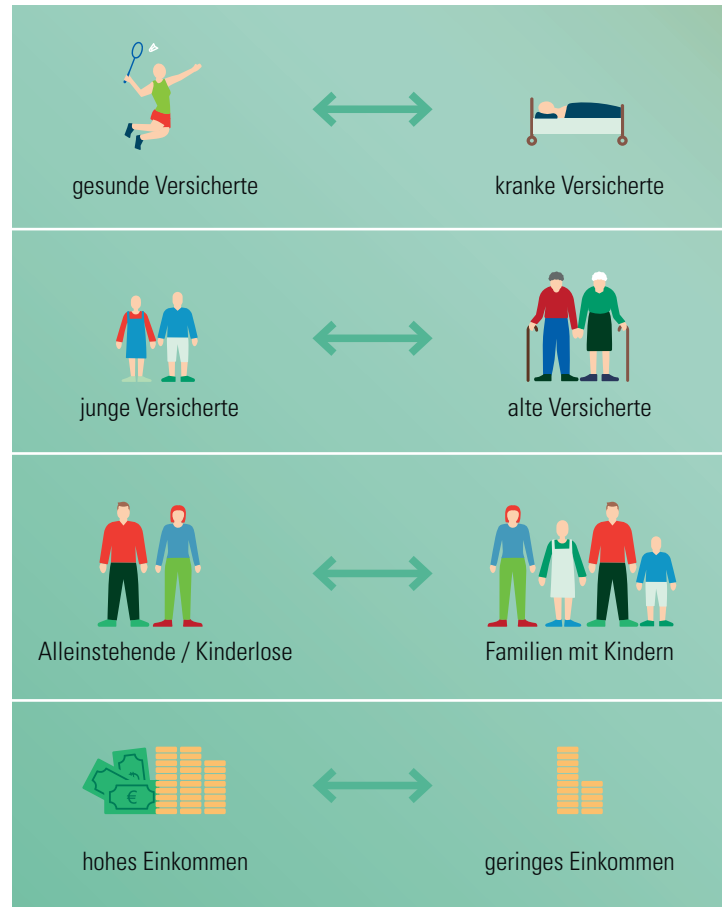 gesunde Versicherte
kranke Versicherte
junge Versicherte
alte Versicherte
Alleinstehende / Kinderlose
Familien mit Kindern
€
hohes Einkommen
geringes Einkommen